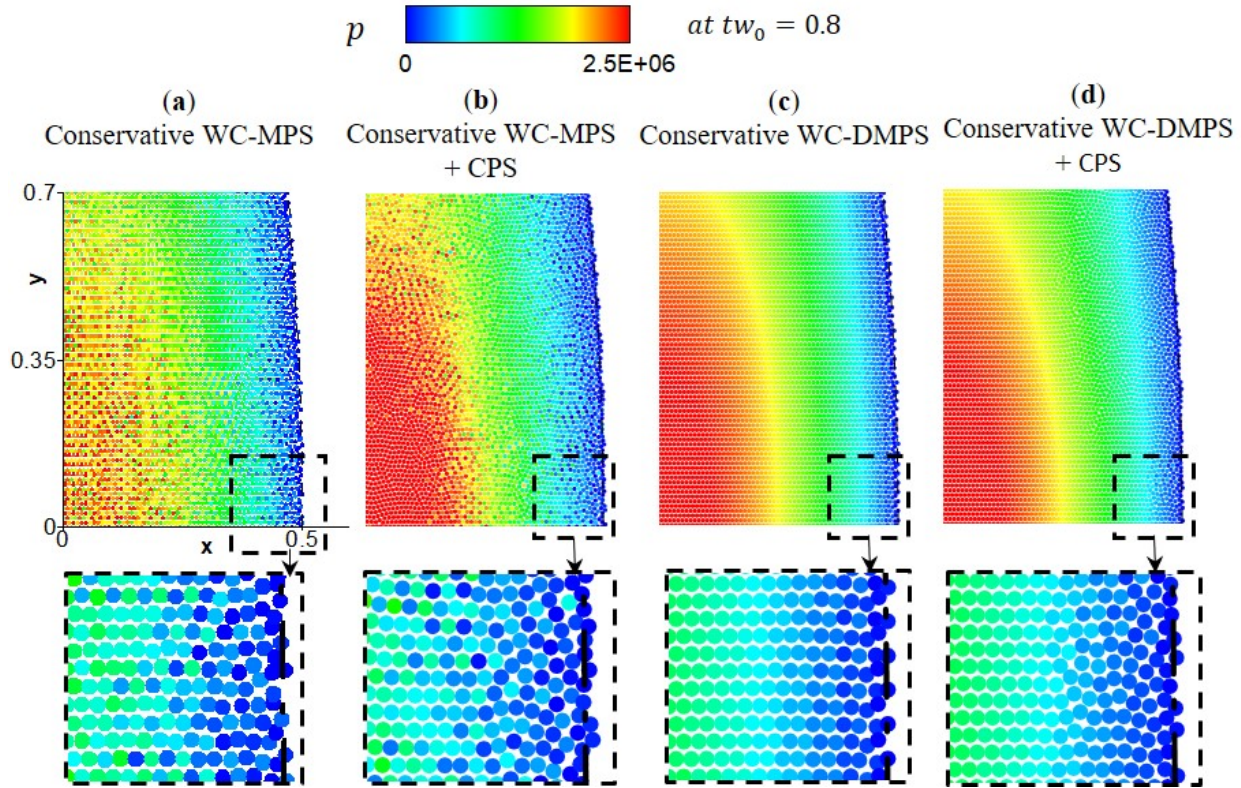 p
at tw₀ = 0.8
0 2.5E+06
(a) (b) (c) (d)
Conservative WC-MPS Conservative WC-MPS Conservative WC-DMPS Conservative WC-DMPS
+ CPS + CPS
0.7
y
0.35
0
0 x 0.5